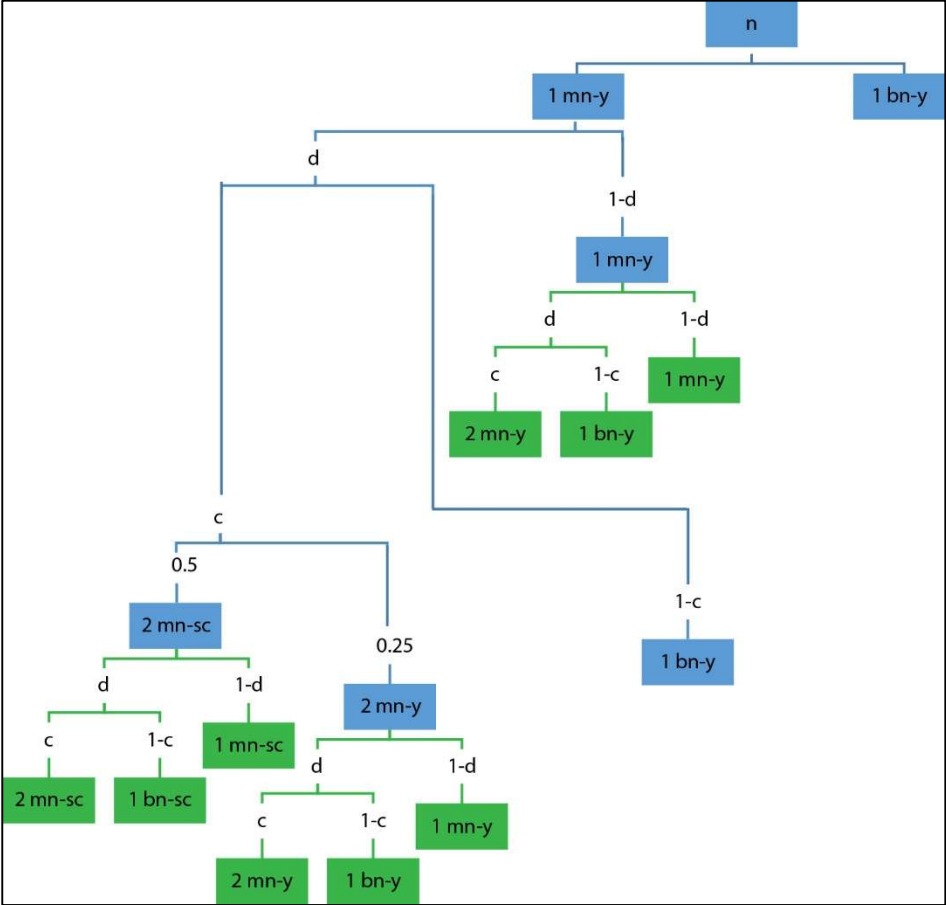 n
1 mn-y
1 bn-y
d
1-d
1 mn-y
d
1-d
c
1-c
1 mn-y
2 mn-y
1 bn-y
c
0.5
1-c
2 mn-sc
0.25
1 bn-y
d
1-d
2 mn-y
c
1-c
1 mn-sc
d
1-d
2 mn-sc
1 bn-sc
c
1-c
1 mn-y
2 mn-y
1 bn-y